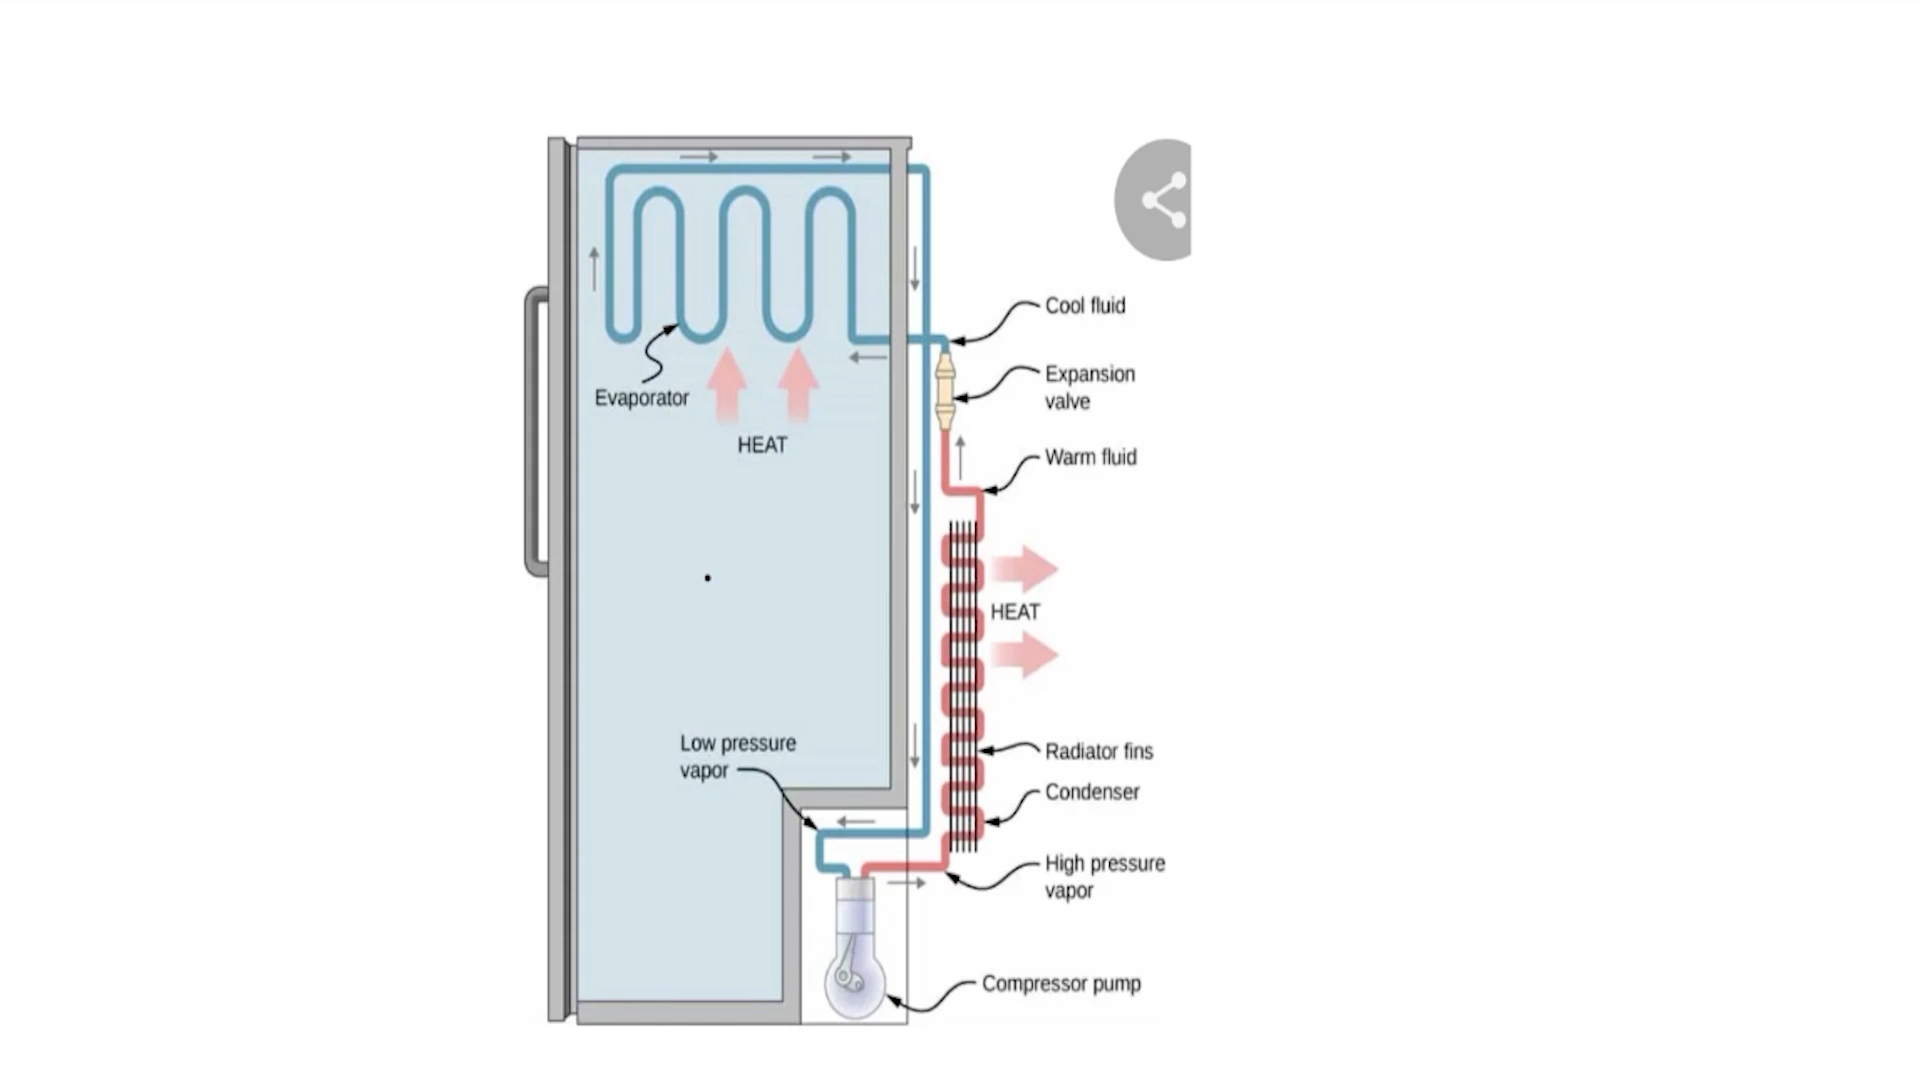 Cool fluid
Expansion
valve
Evaporator
HEAT
Warm fluid
HEAT
Low pressure
vapor
Radiator fins
Condenser
High pressure
vapor
Compressor pump